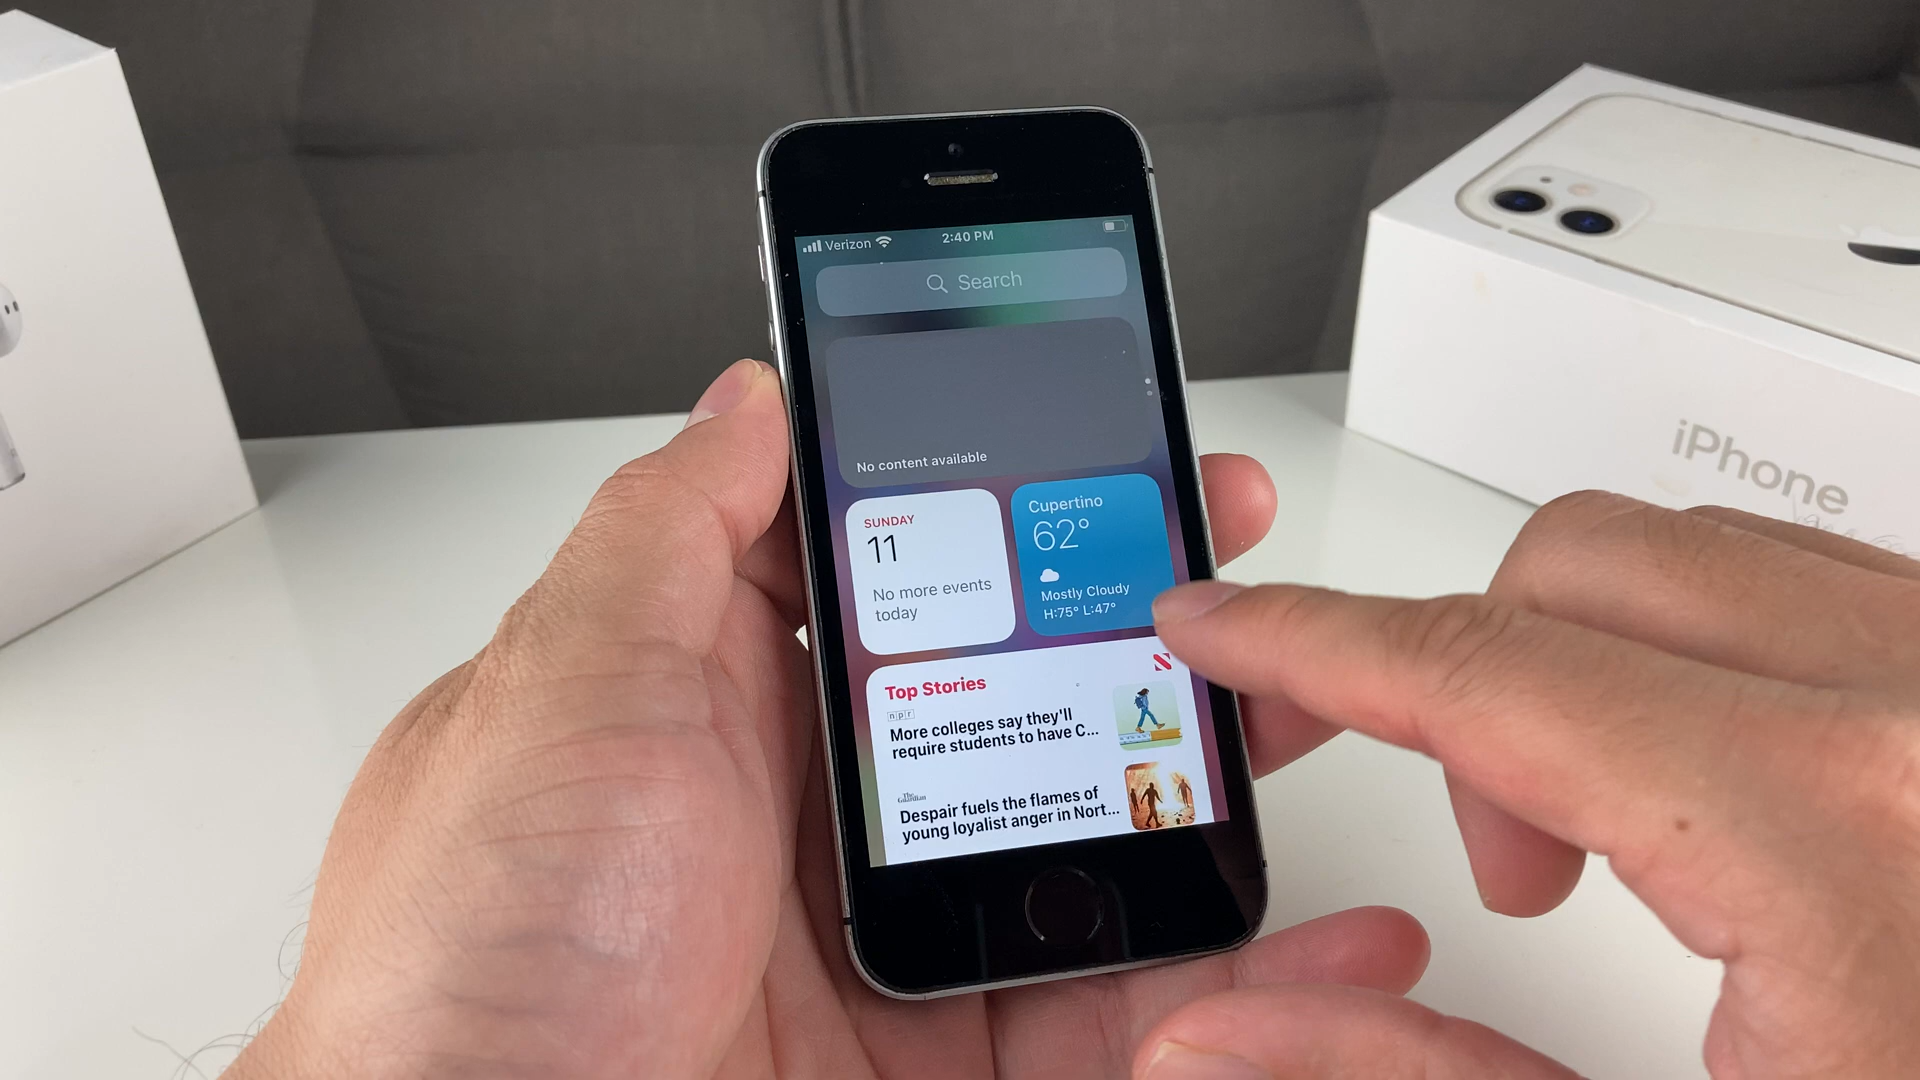 Verizon 2:40 PM
Search
No content available
SUNDAY
11
No more events
today
Cupertino
62°
Mostly Cloudy
H:75° L:47°
Top Stories
npr
More colleges say they'll
require students to have C...
The Guardian
Despair fuels the flames of
young loyalist anger in Nort...
iPhone